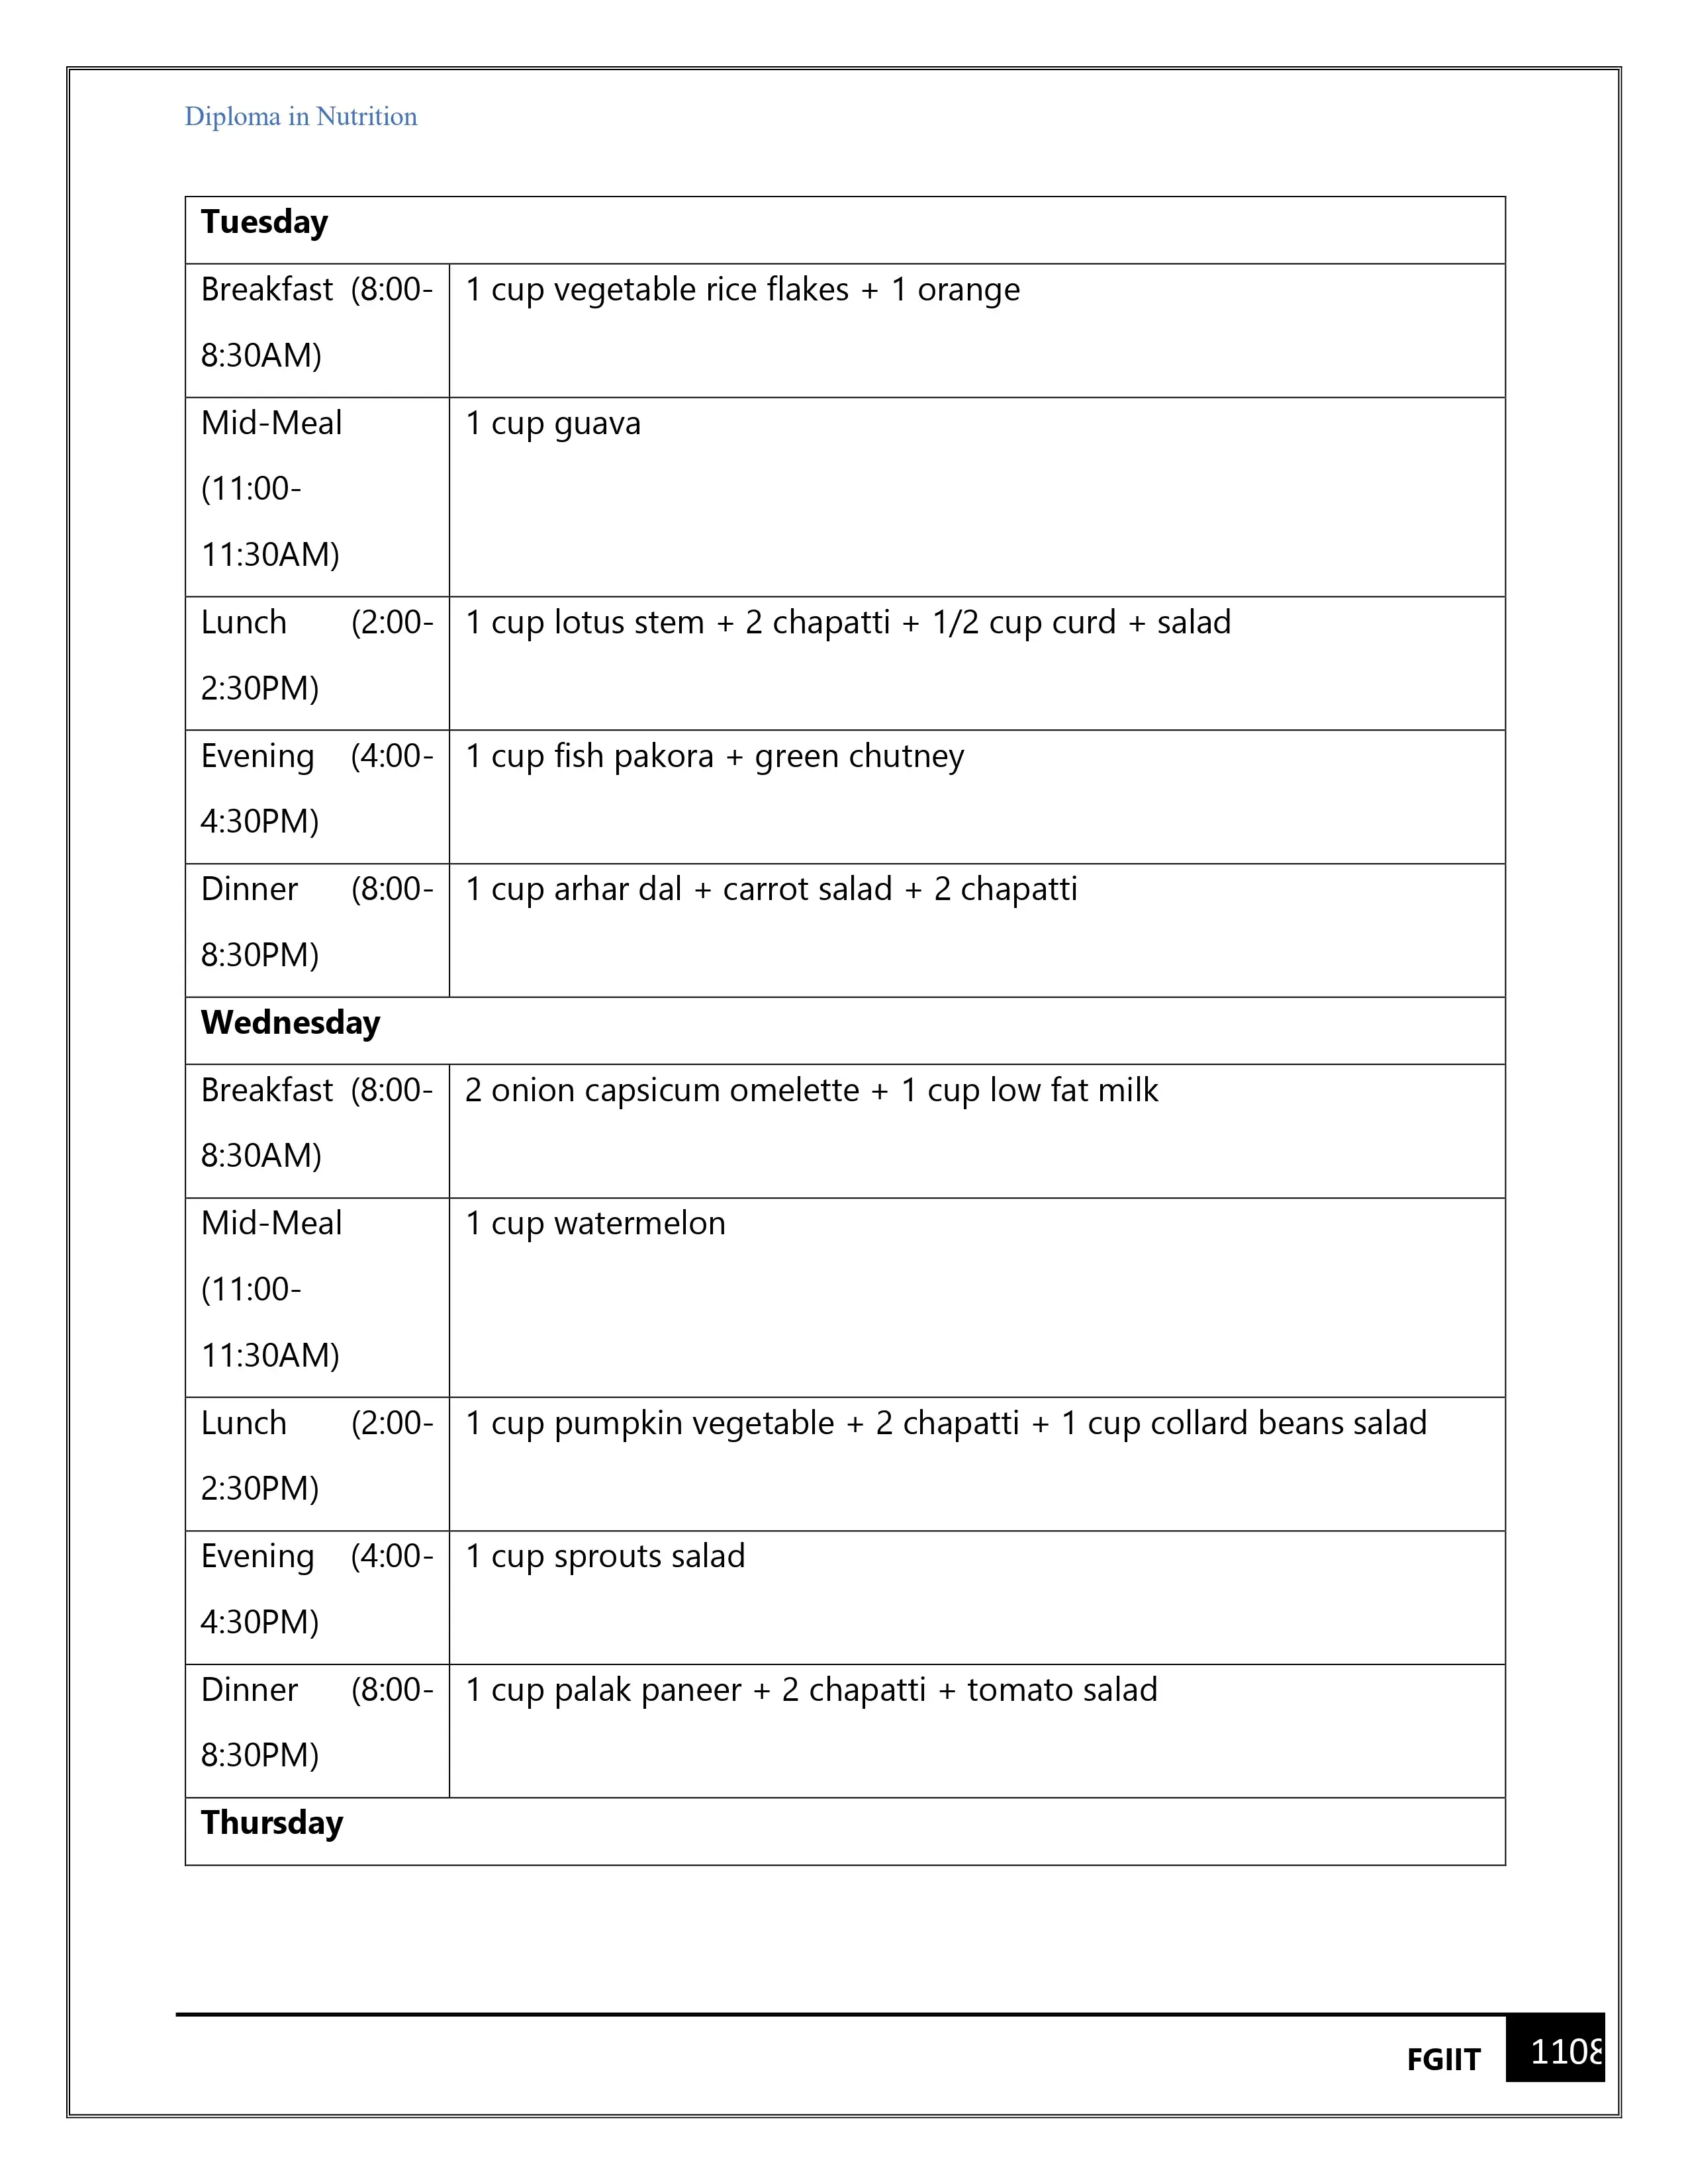 Diploma in Nutrition
Tuesday
Breakfast (8:00- 1 cup vegetable rice flakes + 1 orange
8:30AM)
Mid-Meal 1 cup guava
(11:00-
11:30AM)
Lunch (2:00- 1 cup lotus stem + 2 chapatti + 1/2 cup curd + salad
2:30PM)
Evening (4:00- 1 cup fish pakora + green chutney
4:30PM)
Dinner (8:00- 1 cup arhar dal + carrot salad + 2 chapatti
8:30PM)
Wednesday
Breakfast (8:00- 2 onion capsicum omelette + 1 cup low fat milk
8:30AM)
Mid-Meal 1 cup watermelon
(11:00-
11:30AM)
Lunch (2:00- 1 cup pumpkin vegetable + 2 chapatti + 1 cup collard beans salad
2:30PM)
Evening (4:00- 1 cup sprouts salad
4:30PM)
Dinner (8:00- 1 cup palak paneer + 2 chapatti + tomato salad
8:30PM)
Thursday
FGIIT 1108